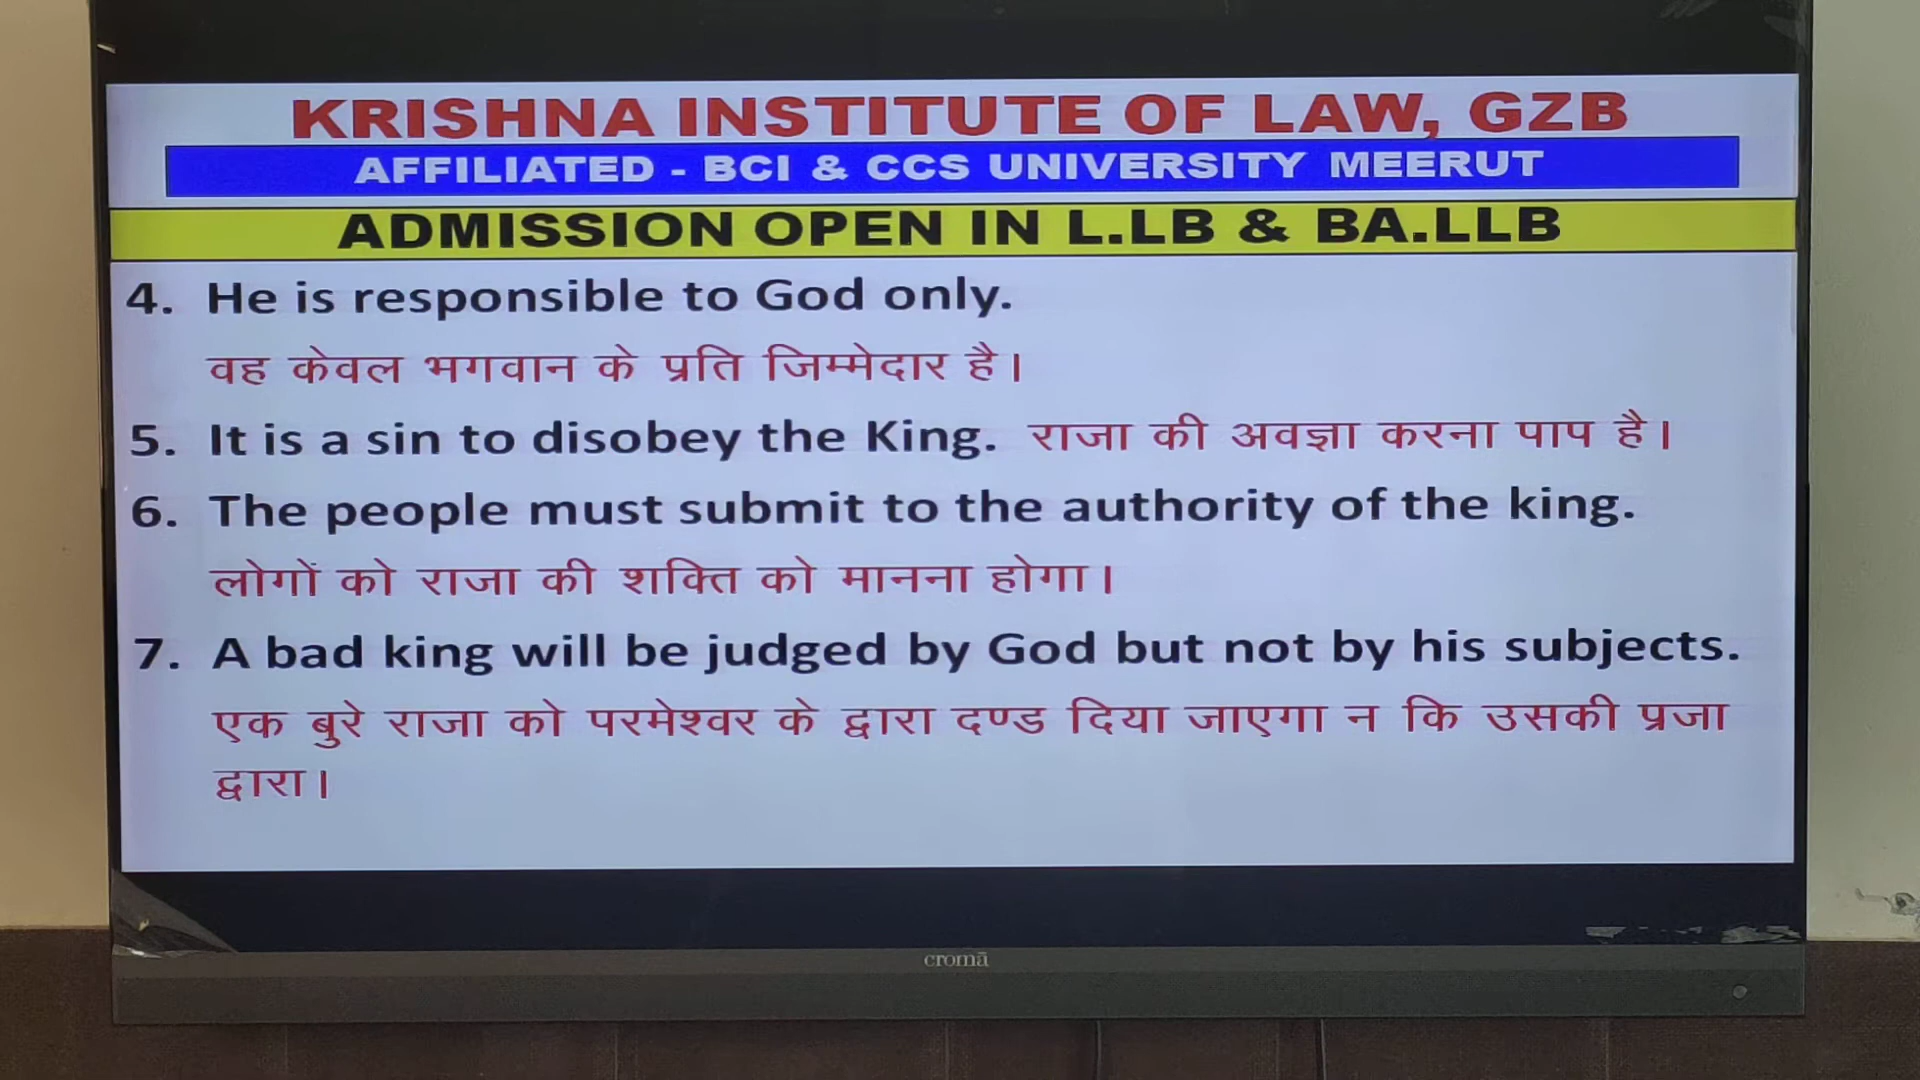 KRISHNA INSTITUTE OF LAW, GZB
AFFILIATED - BCI & CCS UNIVERSITY MEERUT
ADMISSION OPEN IN L.LB & BA.LLB
4. He is responsible to God only.
वह केवल भगवान के प्रति जिम्मेदार है।
5. It is a sin to disobey the King. राजा की अवज्ञा करना पाप है।
6. The people must submit to the authority of the king.
लोगों को राजा की शक्ति को मानना होगा।
7. A bad king will be judged by God but not by his subjects.
एक बुरे राजा को परमेश्वर के द्वारा दण्ड दिया जाएगा न कि उसकी प्रजा
द्वारा।
cromā